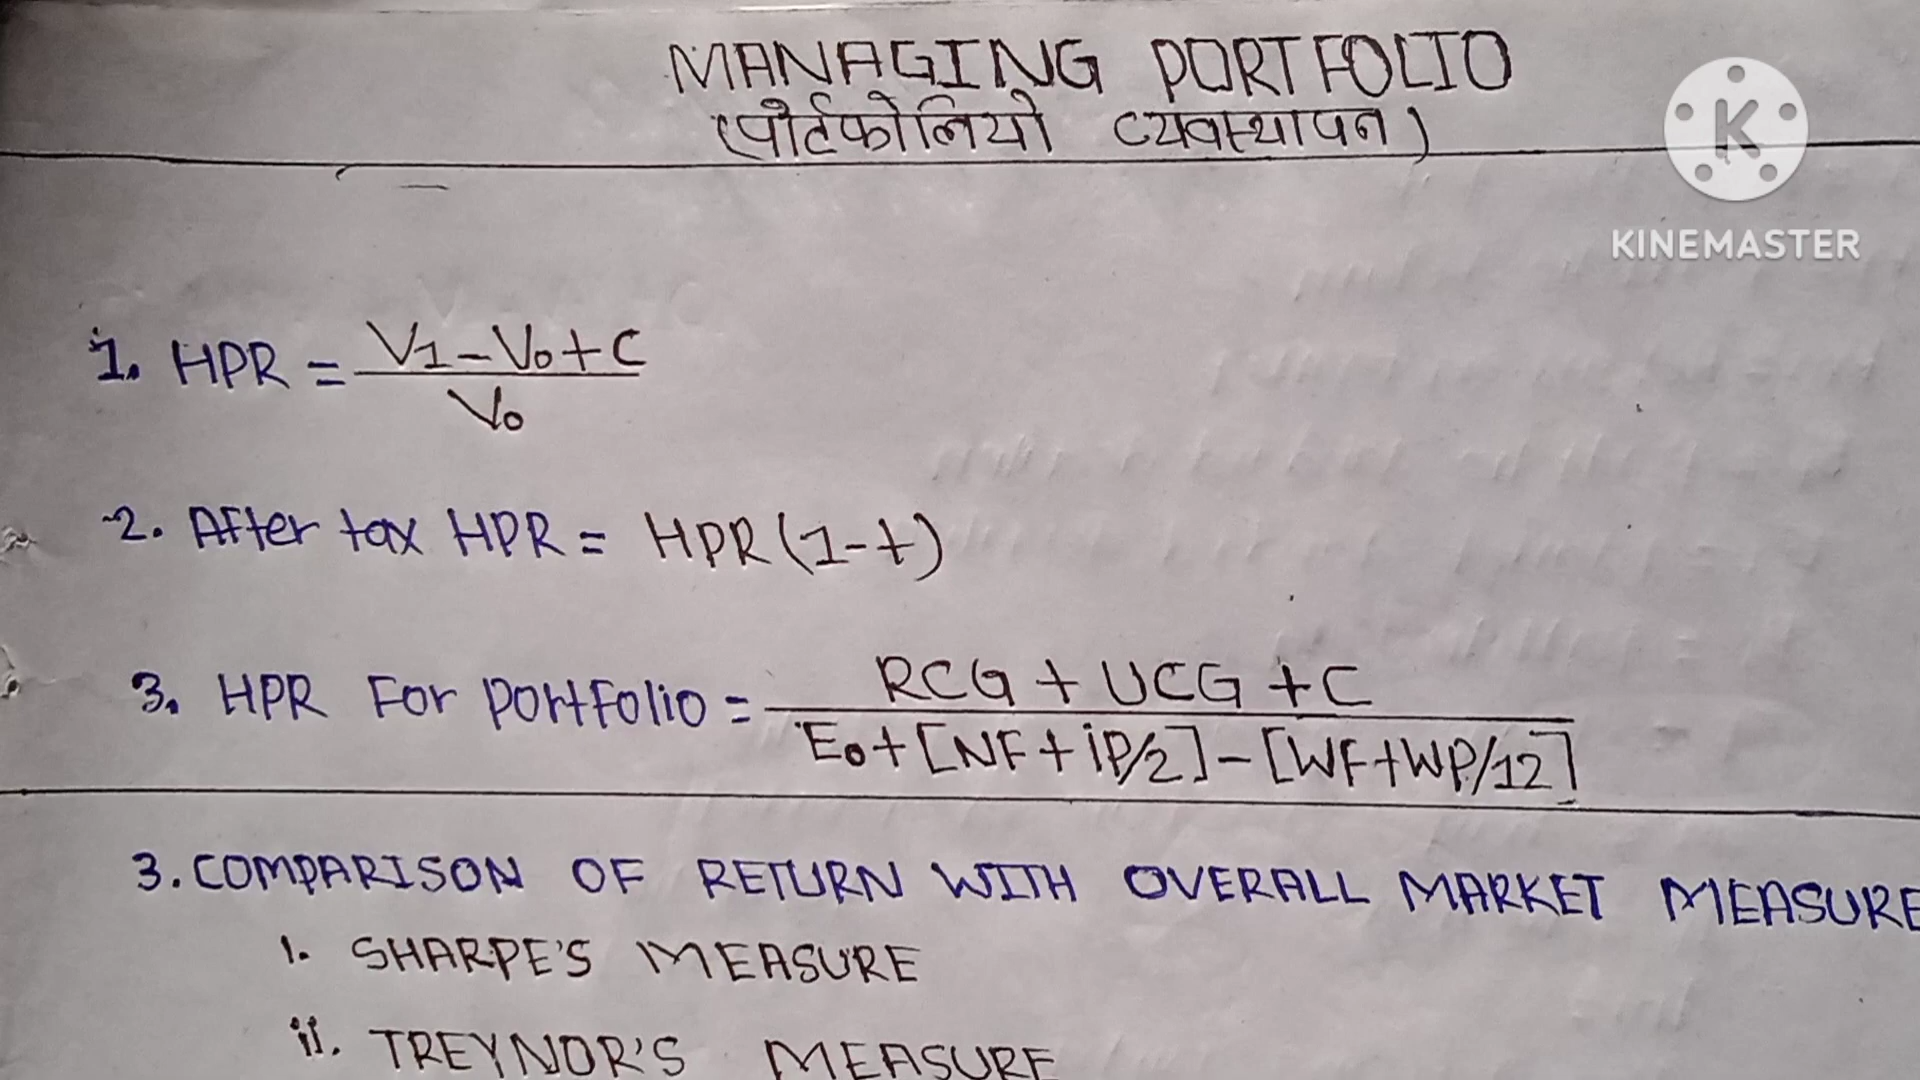 MANAGING PORTFOLIO
(पोर्टफोलियो व्यवस्थापन)
KINEMASTER
1. HPR = V1 - V0 + C / V0
2. After tax HPR = HPR (1-t)
3. HPR For Portfolio = RCG + UCG + C / E0 + [NF + iP/2] - [WF + WP/12]
3. COMPARISON OF RETURN WITH OVERALL MARKET MEASURE
i. SHARPE'S MEASURE
ii. TREYNOR'S MEASURE